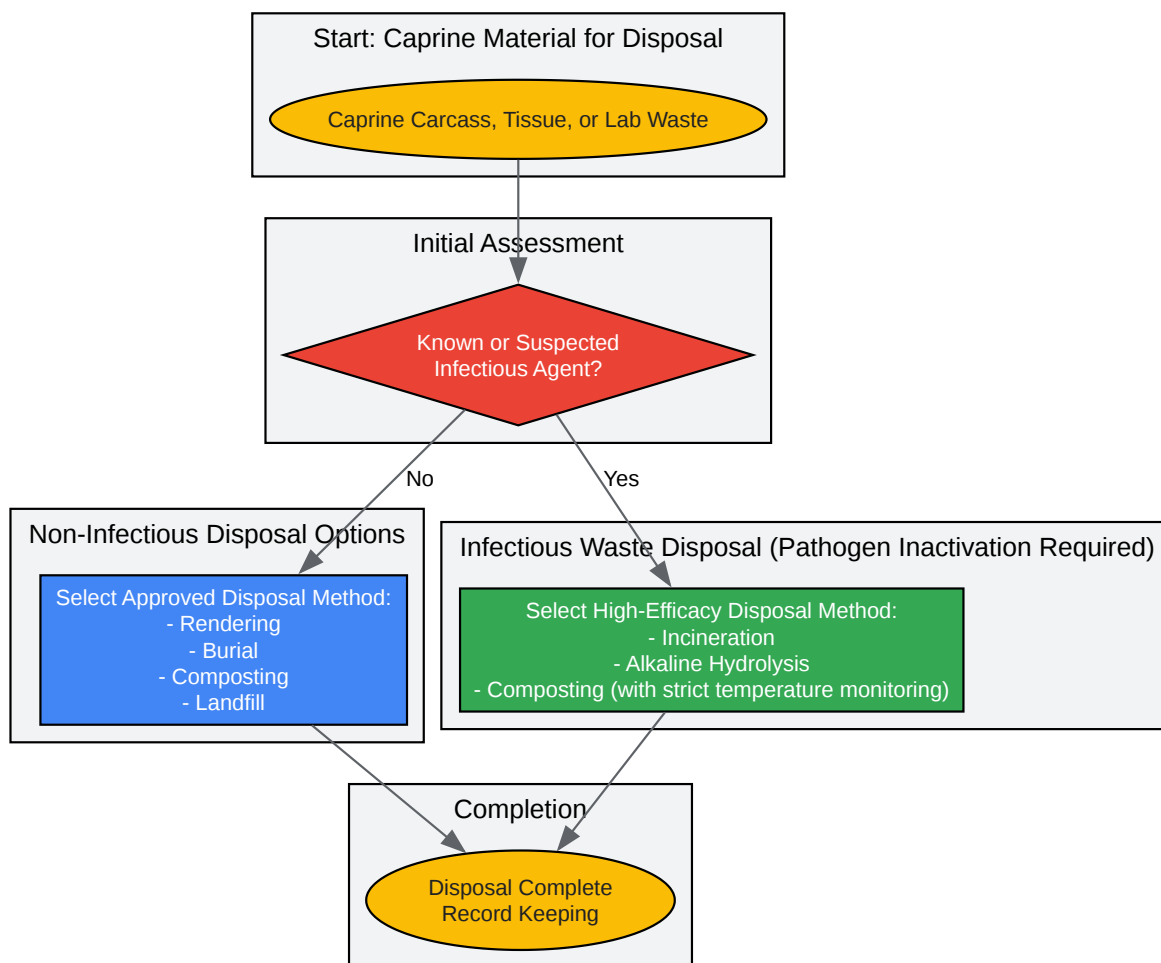 Start: Caprine Material for Disposal
Caprine Carcass, Tissue, or Lab Waste
Initial Assessment
Known or Suspected
Infectious Agent?
No
Yes
Non-Infectious Disposal Options
Select Approved Disposal Method:
- Rendering
- Burial
- Composting
- Landfill
Infectious Waste Disposal (Pathogen Inactivation Required)
Select High-Efficacy Disposal Method:
- Incineration
- Alkaline Hydrolysis
- Composting (with strict temperature monitoring)
Completion
Disposal Complete
Record Keeping